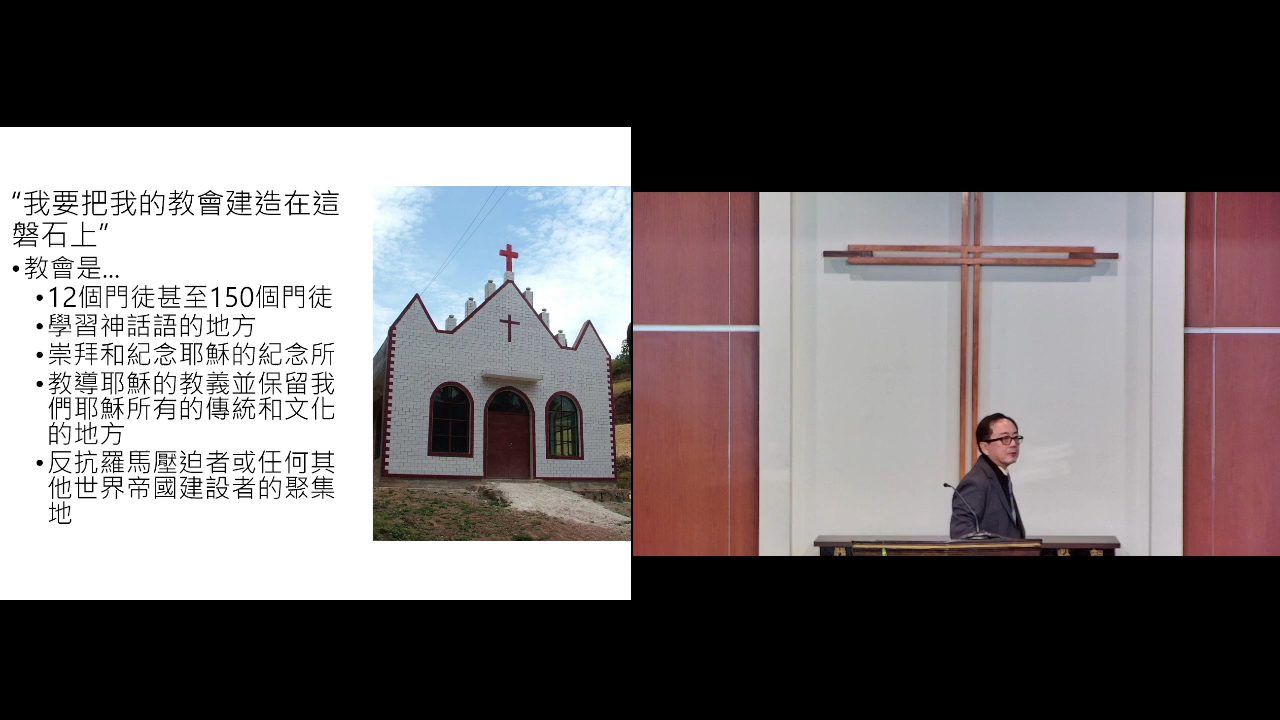 “我要把我的教會建造在這
磐石上”
•教會是...
•12個門徒甚至150個門徒
•學習神話語的地方
•崇拜和紀念耶穌的紀念所
•教導耶穌的教義並保留我
們耶穌所有的傳統和文化
的地方
•反抗羅馬壓迫者或任何其
他世界帝國建設者的聚集
地